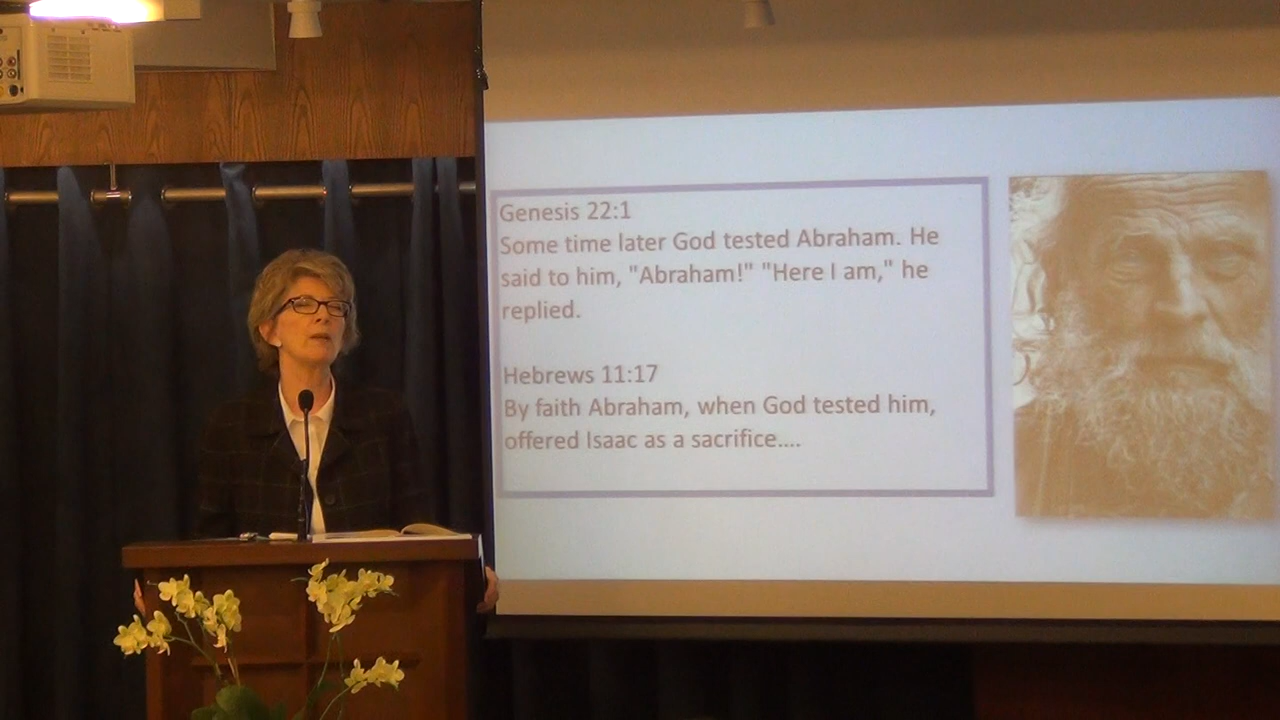 Genesis 22:1
Some time later God tested Abraham. He
said to him, "Abraham!" "Here I am," he
replied.
Hebrews 11:17
By faith Abraham, when God tested him,
offered Isaac as a sacrifice....